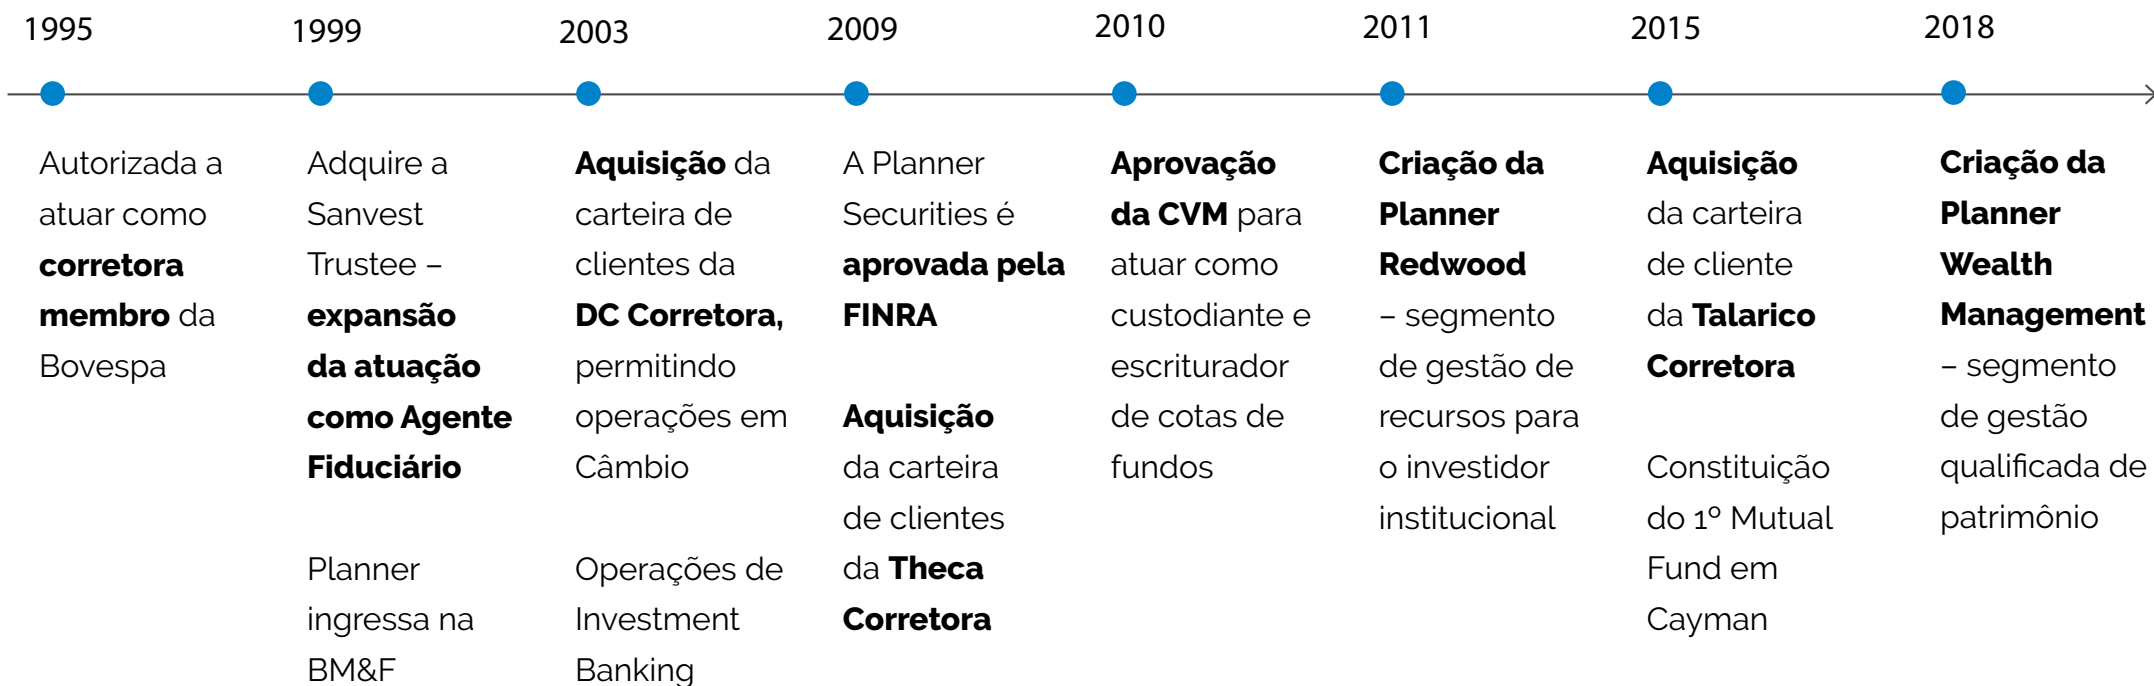 1995
Autorizada a
atuar como
corretora
membro da
Bovespa
1999
Adquire a
Sanvest
Trustee –
expansão
da atuação
como Agente
Fiduciário
Planner
ingressa na
BM&F
2003
Aquisição da
carteira de
clientes da
DC Corretora,
permitindo
operações em
Câmbio
Operações de
Investment
Banking
2009
A Planner
Securities é
aprovada pela
FINRA
Aquisição
da carteira
de clientes
da Theca
Corretora
2010
Aprovação
da CVM para
atuar como
custodiante e
escriturador
de cotas de
fundos
2011
Criação da
Planner
Redwood
– segmento
de gestão de
recursos para
o investidor
institucional
2015
Aquisição
da carteira
de cliente
da Talarico
Corretora
Constituição
do 1º Mutual
Fund em
Cayman
2018
Criação da
Planner
Wealth
Management
– segmento
de gestão
qualificada de
patrimônio